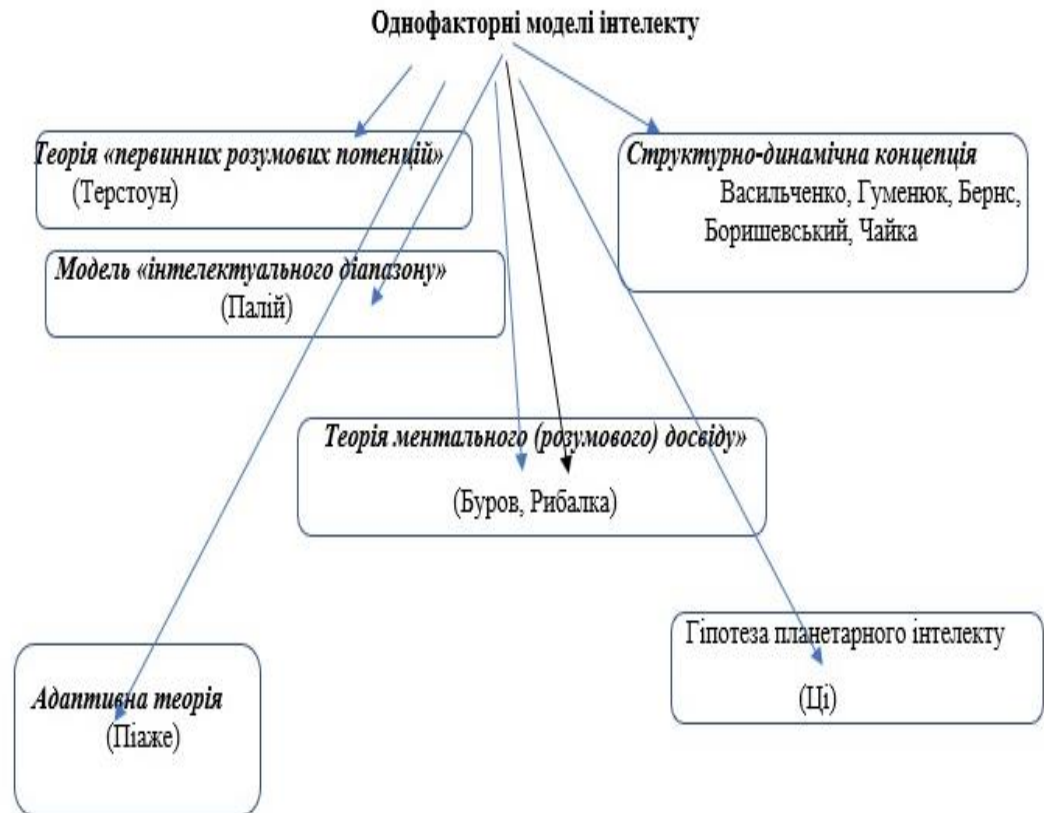 Однофакторні моделі інтелекту
Теорія «первинних розумових потенцій»
(Терстоун)
Структурно-динамічна концепція
Васильченко, Гуменюк, Бернс,
Боришевський, Чайка
Модель «інтелектуального діапазону»
(Палій)
Теорія ментального (розумового) досвіду»
(Буров, Рибалка)
Гіпотеза планетарного інтелекту
(Ці)
Адаптивна теорія
(Піаже)